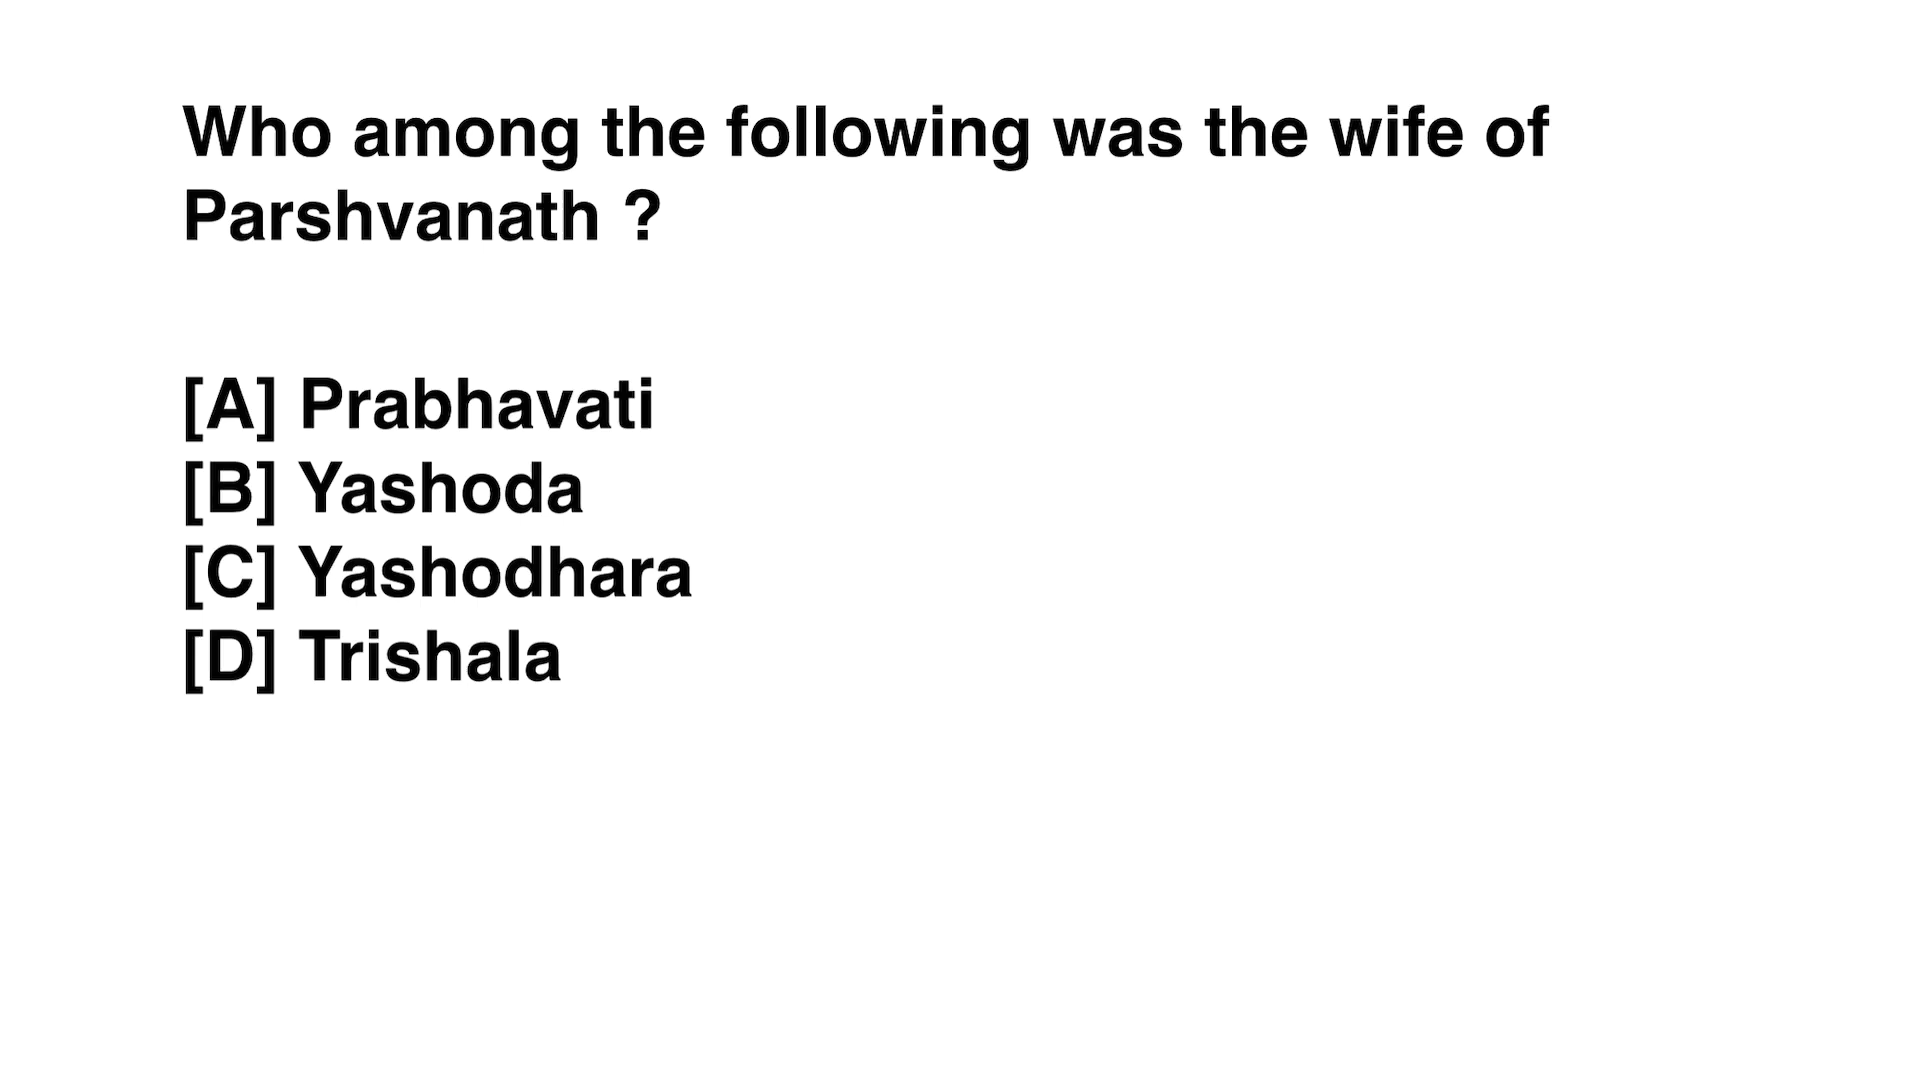 Who among the following was the wife of
Parshvanath ?
[A] Prabhavati
[B] Yashoda
[C] Yashodhara
[D] Trishala